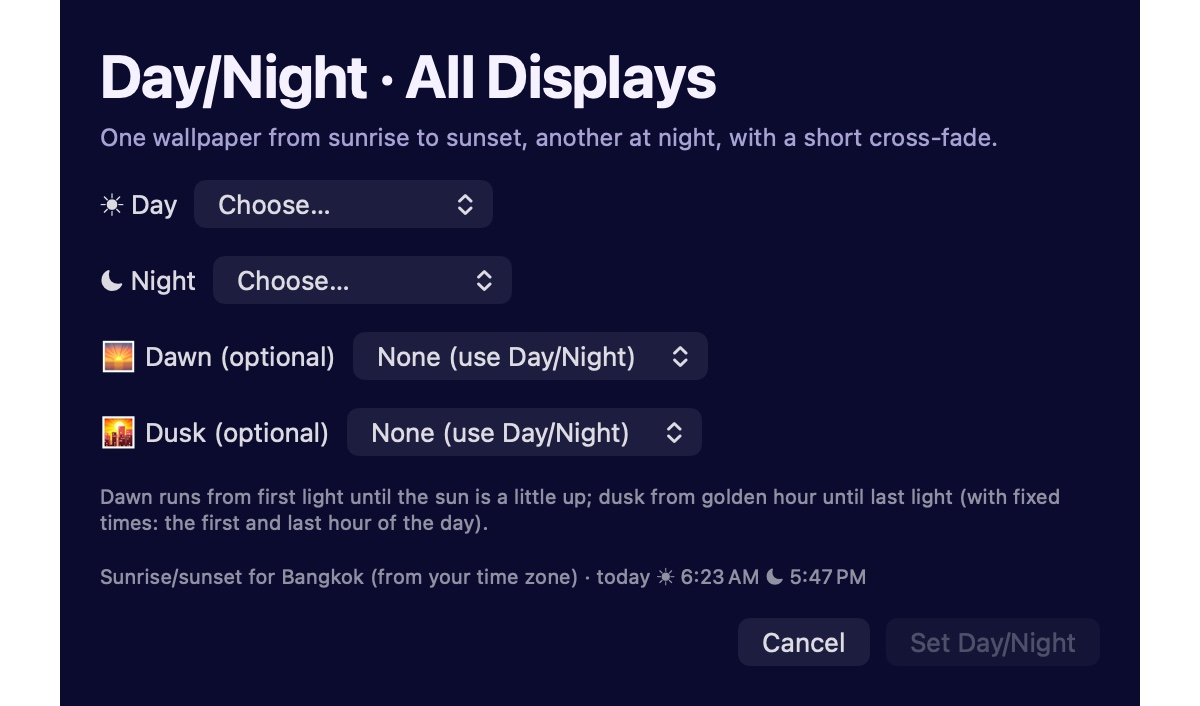 Day/Night · All Displays
One wallpaper from sunrise to sunset, another at night, with a short cross-fade.
☀ Day Choose...
Night Choose...
Dawn (optional) None (use Day/Night)
Dusk (optional) None (use Day/Night)
Dawn runs from first light until the sun is a little up; dusk from golden hour until last light (with fixed
times: the first and last hour of the day).
Sunrise/sunset for Bangkok (from your time zone) · today ☀ 6:23 AM ⏾ 5:47 PM
Cancel Set Day/Night